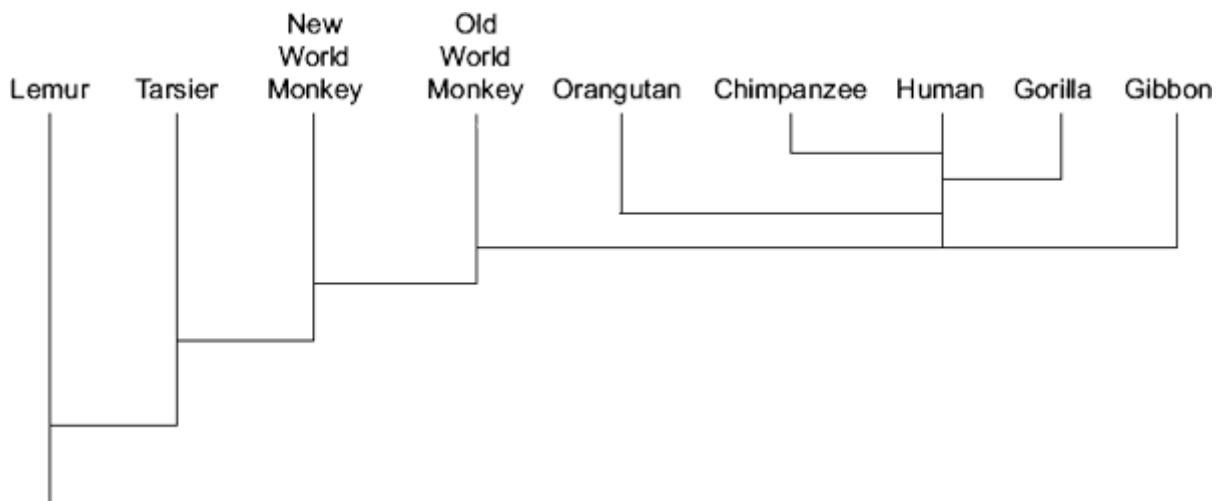 New
World
Monkey
Old
World
Monkey
Lemur
Tarsier
Orangutan
Chimpanzee
Human
Gorilla
Gibbon